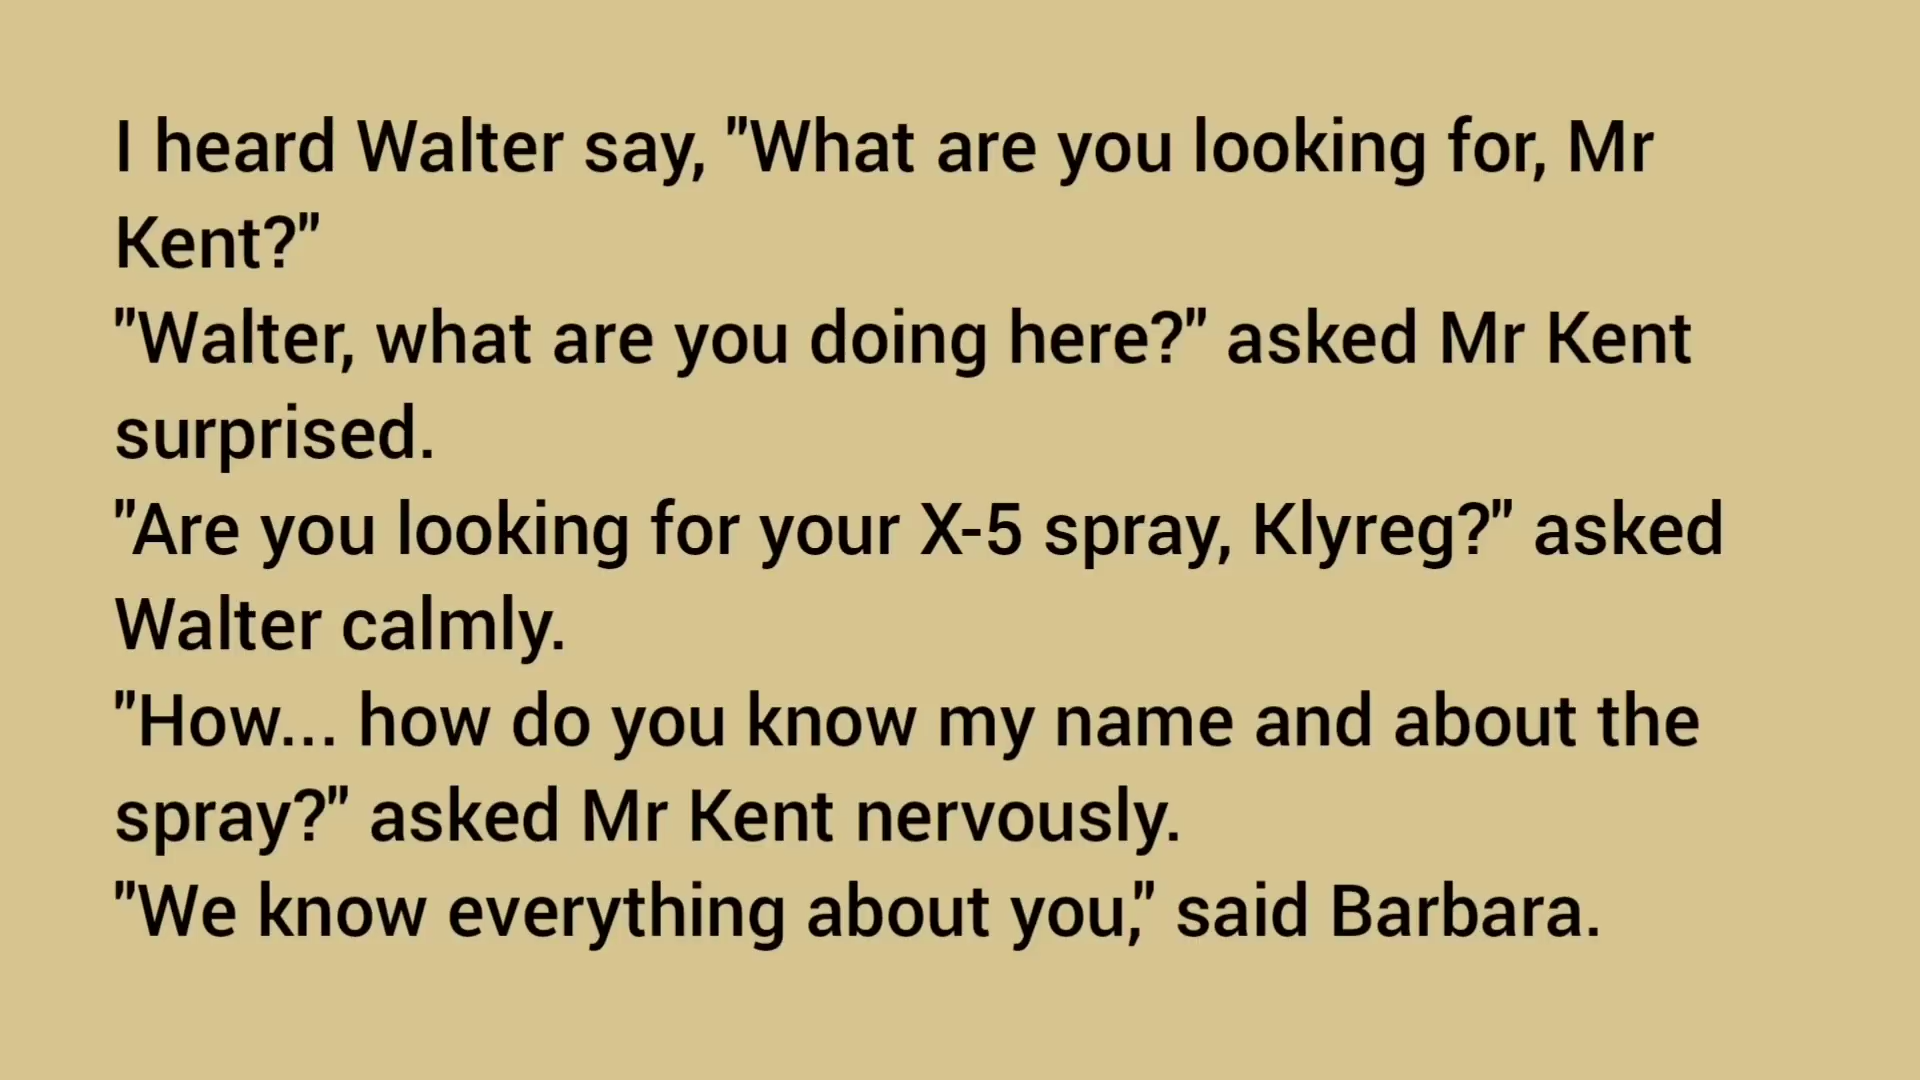 I heard Walter say, "What are you looking for, Mr
Kent?"
"Walter, what are you doing here?" asked Mr Kent
surprised.
"Are you looking for your X-5 spray, Klyreg?" asked
Walter calmly.
"How... how do you know my name and about the
spray?" asked Mr Kent nervously.
"We know everything about you," said Barbara.